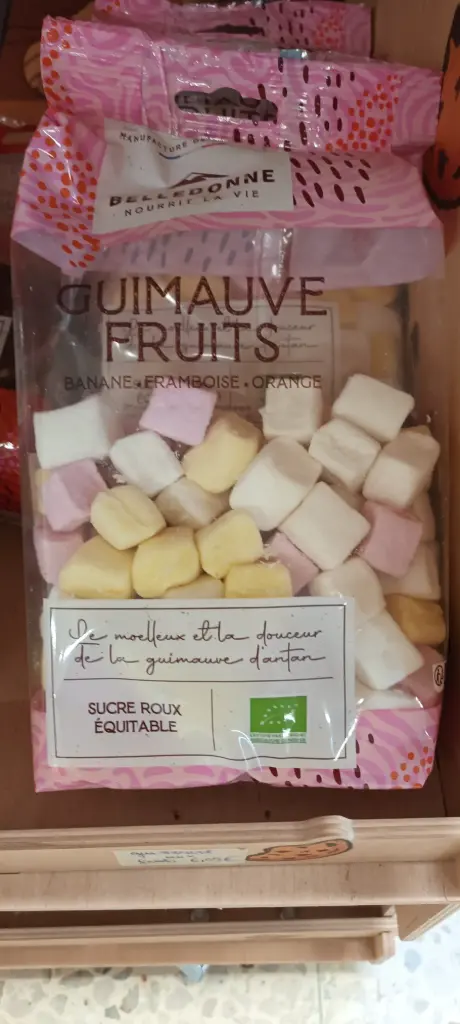 BELLEDONNE
NOURRIT LA VIE
GUIMAUVE
FRUITS
BANANE • FRAMBOISE • ORANGE
Le moelleux et la douceur
de la guimauve d'antan
SUCRE ROUX
ÉQUITABLE